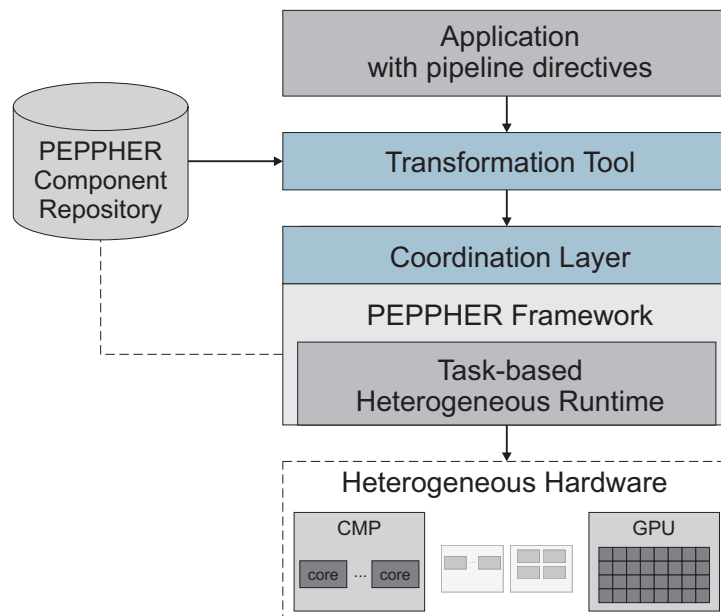 Application
with pipeline directives
PEPPHER
Component
Repository
Transformation Tool
Coordination Layer
PEPPHER Framework
Task-based
Heterogeneous Runtime
Heterogeneous Hardware
CMP
core ... core
...
GPU